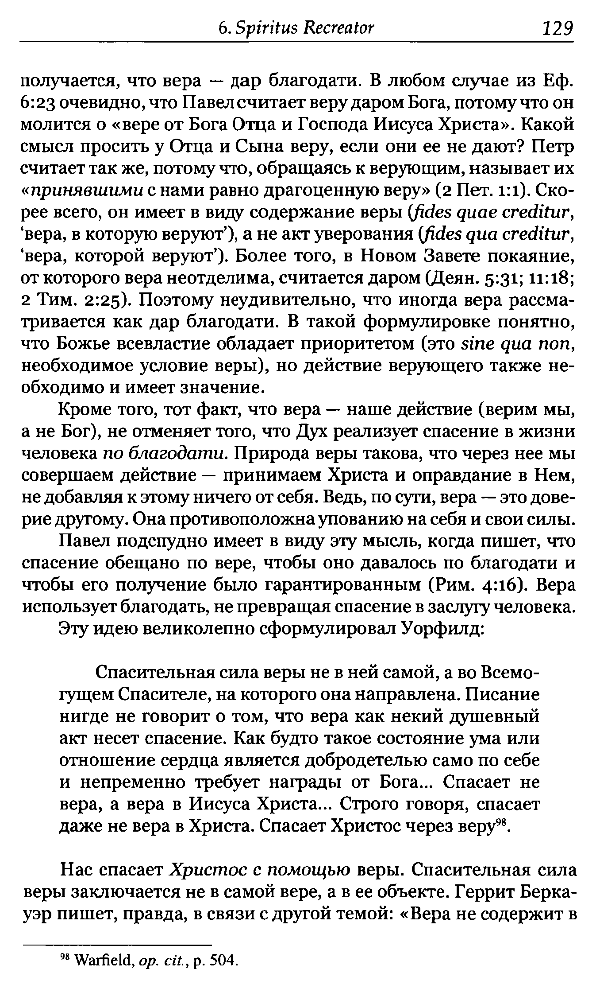 6. Spiritus Recreator 129
получается, что вера — дар благодати. В любом случае из Еф.
6:23 очевидно, что Павел считает веру даром Бога, потому что он
молится о «вере от Бога Отца и Господа Иисуса Христа». Какой
смысл просить у Отца и Сына веру, если они ее не дают? Петр
считает так же, потому что, обращаясь к верующим, называет их
«принявшими с нами равно драгоценную веру» (2 Пет. 1:1). Ско-
рее всего, он имеет в виду содержание веры (fides quae creditur,
‘вера, в которую веруют’), а не акт уверования (fides qua creditur,
‘вера, которой веруют’). Более того, в Новом Завете покаяние,
от которого вера неотделима, считается даром (Деян. 5:31; 11:18;
2 Тим. 2:25). Поэтому неудивительно, что иногда вера рассма-
тривается как дар благодати. В такой формулировке понятно,
что Божье всевластие обладает приоритетом (это sine qua non,
необходимое условие веры), но действие верующего также не-
обходимо и имеет значение.
Кроме того, тот факт, что вера — наше действие (верим мы,
а не Бог), не отменяет того, что Дух реализует спасение в жизни
человека по благодати. Природа веры такова, что через нее мы
совершаем действие — принимаем Христа и оправдание в Нем,
не добавляя к этому ничего от себя. Ведь, по сути, вера — это дове-
рие другому. Она противоположна упованию на себя и свои силы.
Павел подспудно имеет в виду эту мысль, когда пишет, что
спасение обещано по вере, чтобы оно давалось по благодати и
чтобы его получение было гарантированным (Рим. 4:16). Вера
использует благодать, не превращая спасение в заслугу человека.
Эту идею великолепно сформулировал Уорфилд:
Спасительная сила веры не в ней самой, а во Всемо-
гущем Спасителе, на которого она направлена. Писание
нигде не говорит о том, что вера как некий душевный
акт несет спасение. Как будто такое состояние ума или
отношение сердца является добродетелью само по себе
и непременно требует награды от Бога... Спасает не
вера, а вера в Иисуса Христа... Строго говоря, спасает
даже не вера в Христа. Спасает Христос через веру⁹⁸.
Нас спасает Христос с помощью веры. Спасительная сила
веры заключается не в самой вере, а в ее объекте. Геррит Берка-
уэр пишет, правда, в связи с другой темой: «Вера не содержит в
⁹⁸ Warfield, op. cit., p. 504.